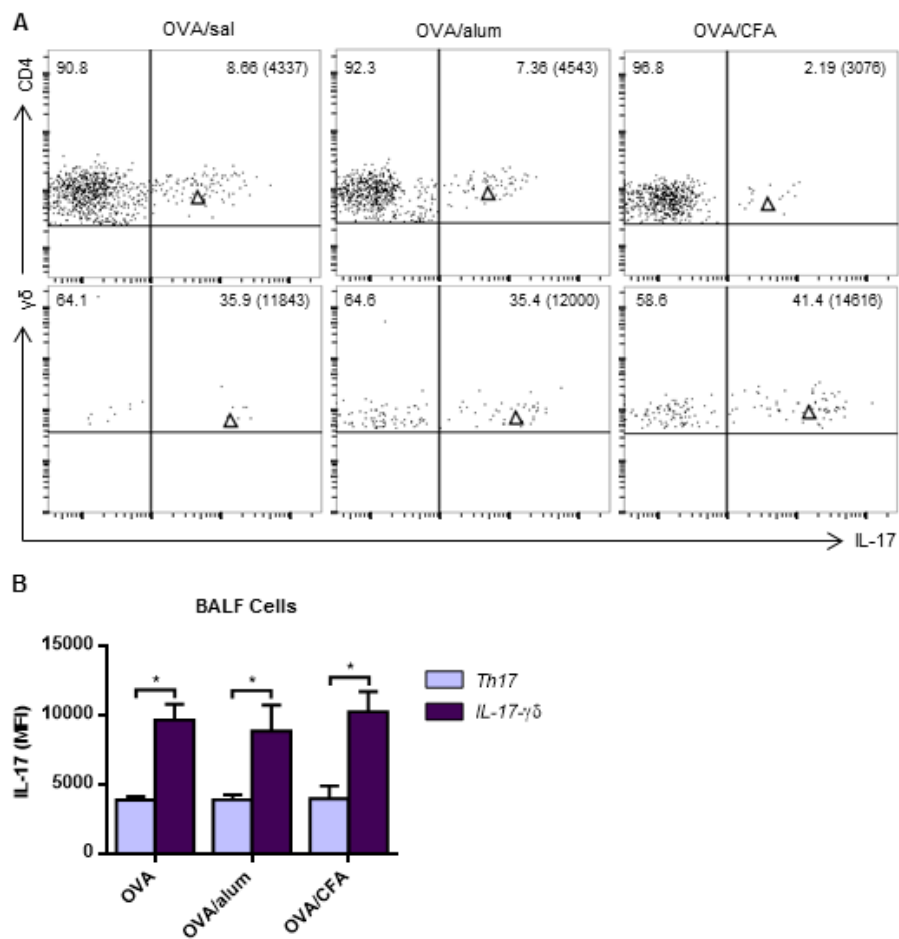 A
OVA/sal OVA/alum OVA/CFA
CD4
90.8 8.66 (4337) 92.3 7.36 (4543) 96.8 2.19 (3076)
γδ
64.1 35.9 (11843) 64.6 35.4 (12000) 58.6 41.4 (14616)
IL-17
B
BALF Cells
IL-17 (MFI)
15000
10000
5000
0
* * *
Th17
IL-17-γδ
OVA OVA/alum OVA/CFA